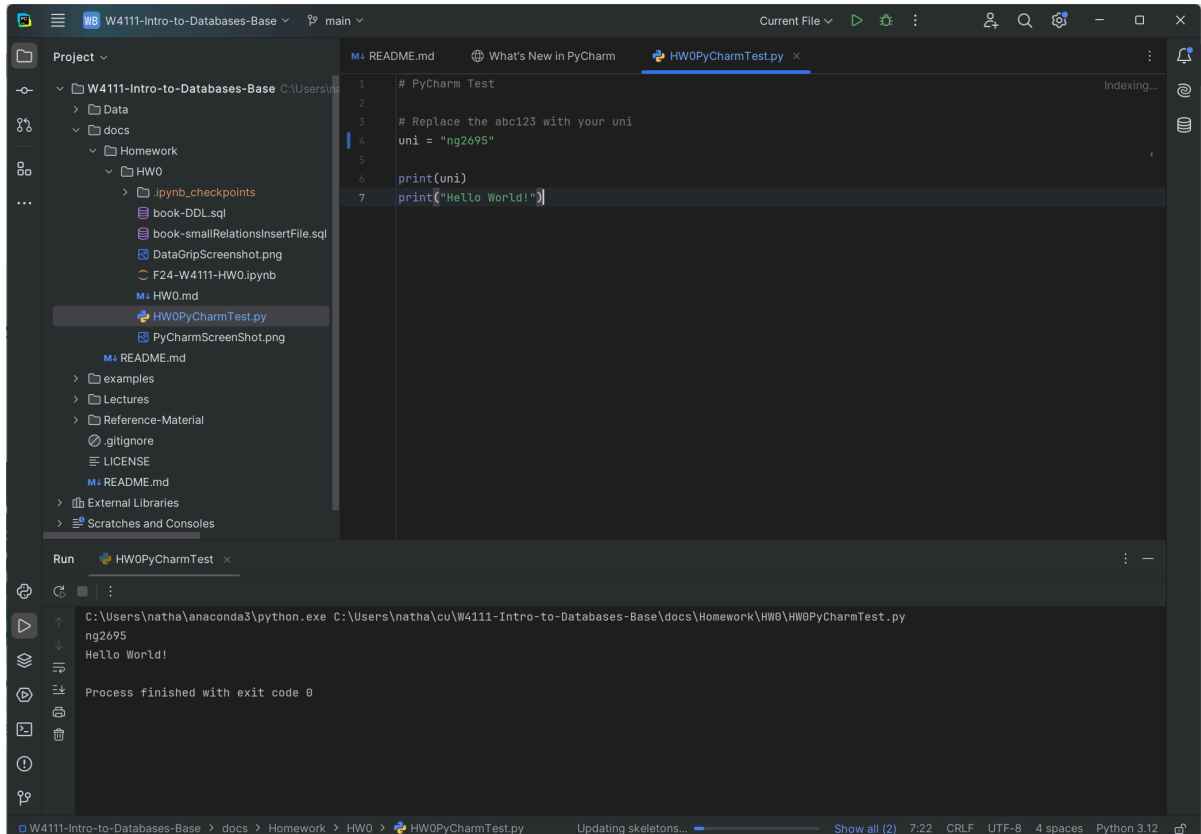 WB W4111-Intro-to-Databases-Base main Current File
Project
README.md What's New in PyCharm HW0PyCharmTest.py
W4111-Intro-to-Databases-Base C:\Users\na
Data
docs
Homework
HW0
.ipynb_checkpoints
book-DDL.sql
book-smallRelationsInsertFile.sql
DataGripScreenshot.png
F24-W4111-HW0.ipynb
HW0.md
HW0PyCharmTest.py
PyCharmScreenShot.png
README.md
examples
Lectures
Reference-Material
.gitignore
LICENSE
README.md
External Libraries
Scratches and Consoles
1 # PyCharm Test
Indexing...
2
3 # Replace the abc123 with your uni
4 uni = "ng2695"
5
6 print(uni)
7 print("Hello World!")
Run HW0PyCharmTest
C:\Users\natha\anaconda3\python.exe C:\Users\natha\cu\W4111-Intro-to-Databases-Base\docs\Homework\HW0\HW0PyCharmTest.py
ng2695
Hello World!
Process finished with exit code 0
W4111-Intro-to-Databases-Base > docs > Homework > HW0 > HW0PyCharmTest.py Updating skeletons... Show all (2) 7:22 CRLF UTF-8 4 spaces Python 3.12